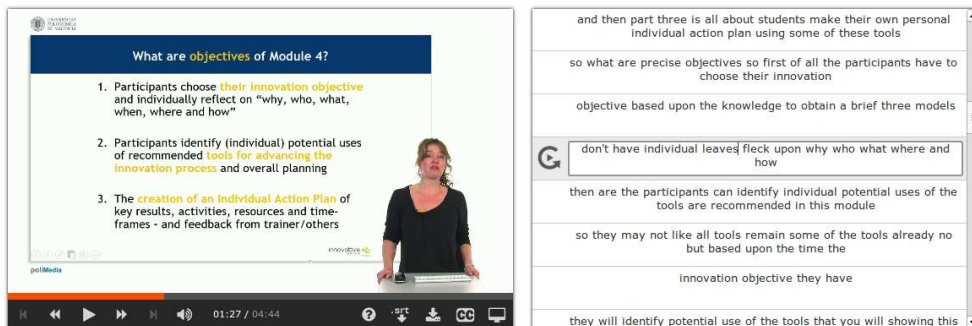 UNIVERSITAT
POLITÈCNICA
DE VALÈNCIA
What are objectives of Module 4?
1. Participants choose their innovation objective
and individually reflect on “why, who, what,
when, where and how”
2. Participants identify (individual) potential uses
of recommended tools for advancing the
innovation process and overall planning
3. The creation of an Individual Action Plan of
key results, activities, resources and time-
frames - and feedback from trainer/others
innovative
poliMedia
01:27 / 04:44
?
.srt
CC
and then part three is all about students make their own personal
individual action plan using some of these tools
so what are precise objectives so first of all the participants have to
choose their innovation
objective based upon the knowledge to obtain a brief three models
don't have individual leaves fleck upon why who what where and
how
then are the participants can identify individual potential uses of the
tools are recommended in this module
so they may not like all tools remain some of the tools already no
but based upon the time the
innovation objective they have
they will identify potential use of the tools that you will showing this